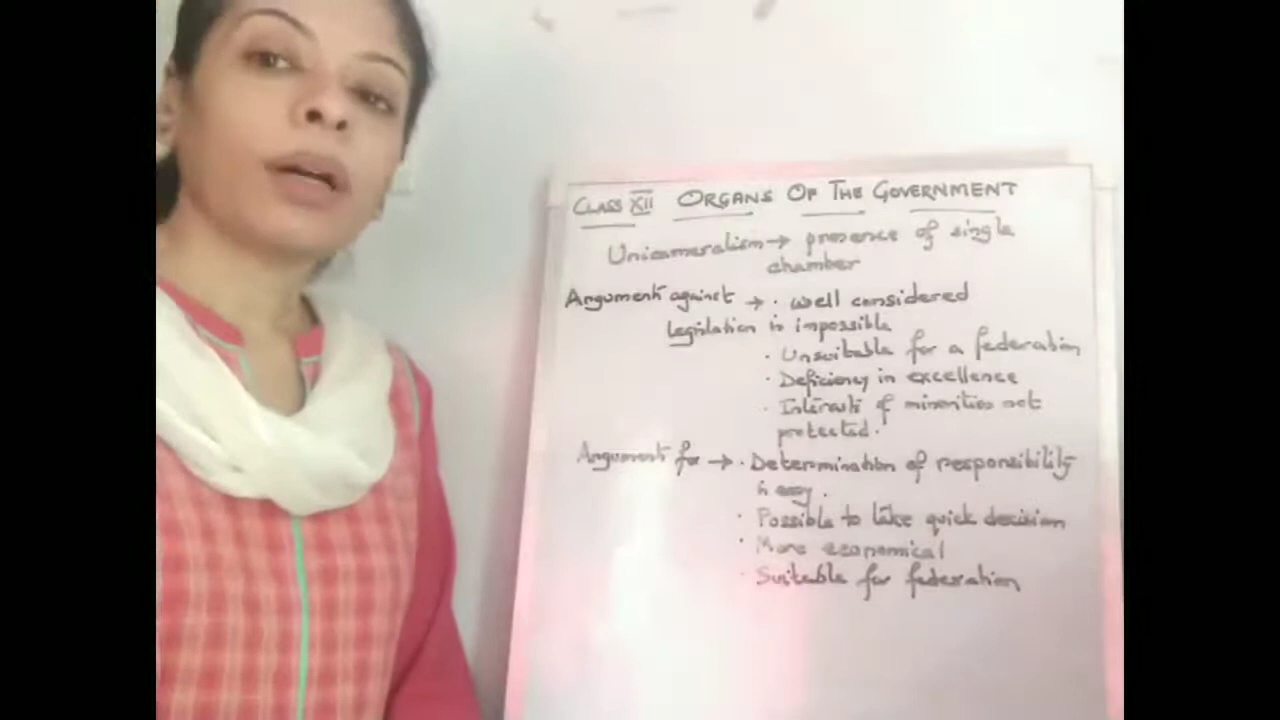 CLASS XII ORGANS OF THE GOVERNMENT
Unicameralism → presence of single
chamber
Argument against → · well considered
legislation is impossible
· Unsuitable for a federation
· Deficiency in excellence
· Interests of minorities not
protected.
Argument for → · Determination of responsibility
is easy.
· Possible to take quick decision
· More economical
· Suitable for federation